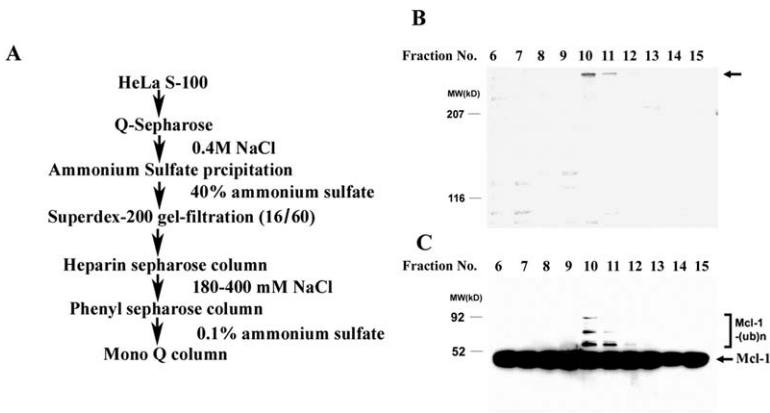 A
HeLa S-100
Q-Sepharose
0.4M NaCl
Ammonium Sulfate prcipitation
40% ammonium sulfate
Superdex-200 gel-filtration (16/60)
Heparin sepharose column
180-400 mM NaCl
Phenyl sepharose column
0.1% ammonium sulfate
Mono Q column
B
Fraction No. 6 7 8 9 10 11 12 13 14 15
MW(kD)
207
116
C
Fraction No. 6 7 8 9 10 11 12 13 14 15
MW(kD)
92
52
Mcl-1
-(ub)n
Mcl-1